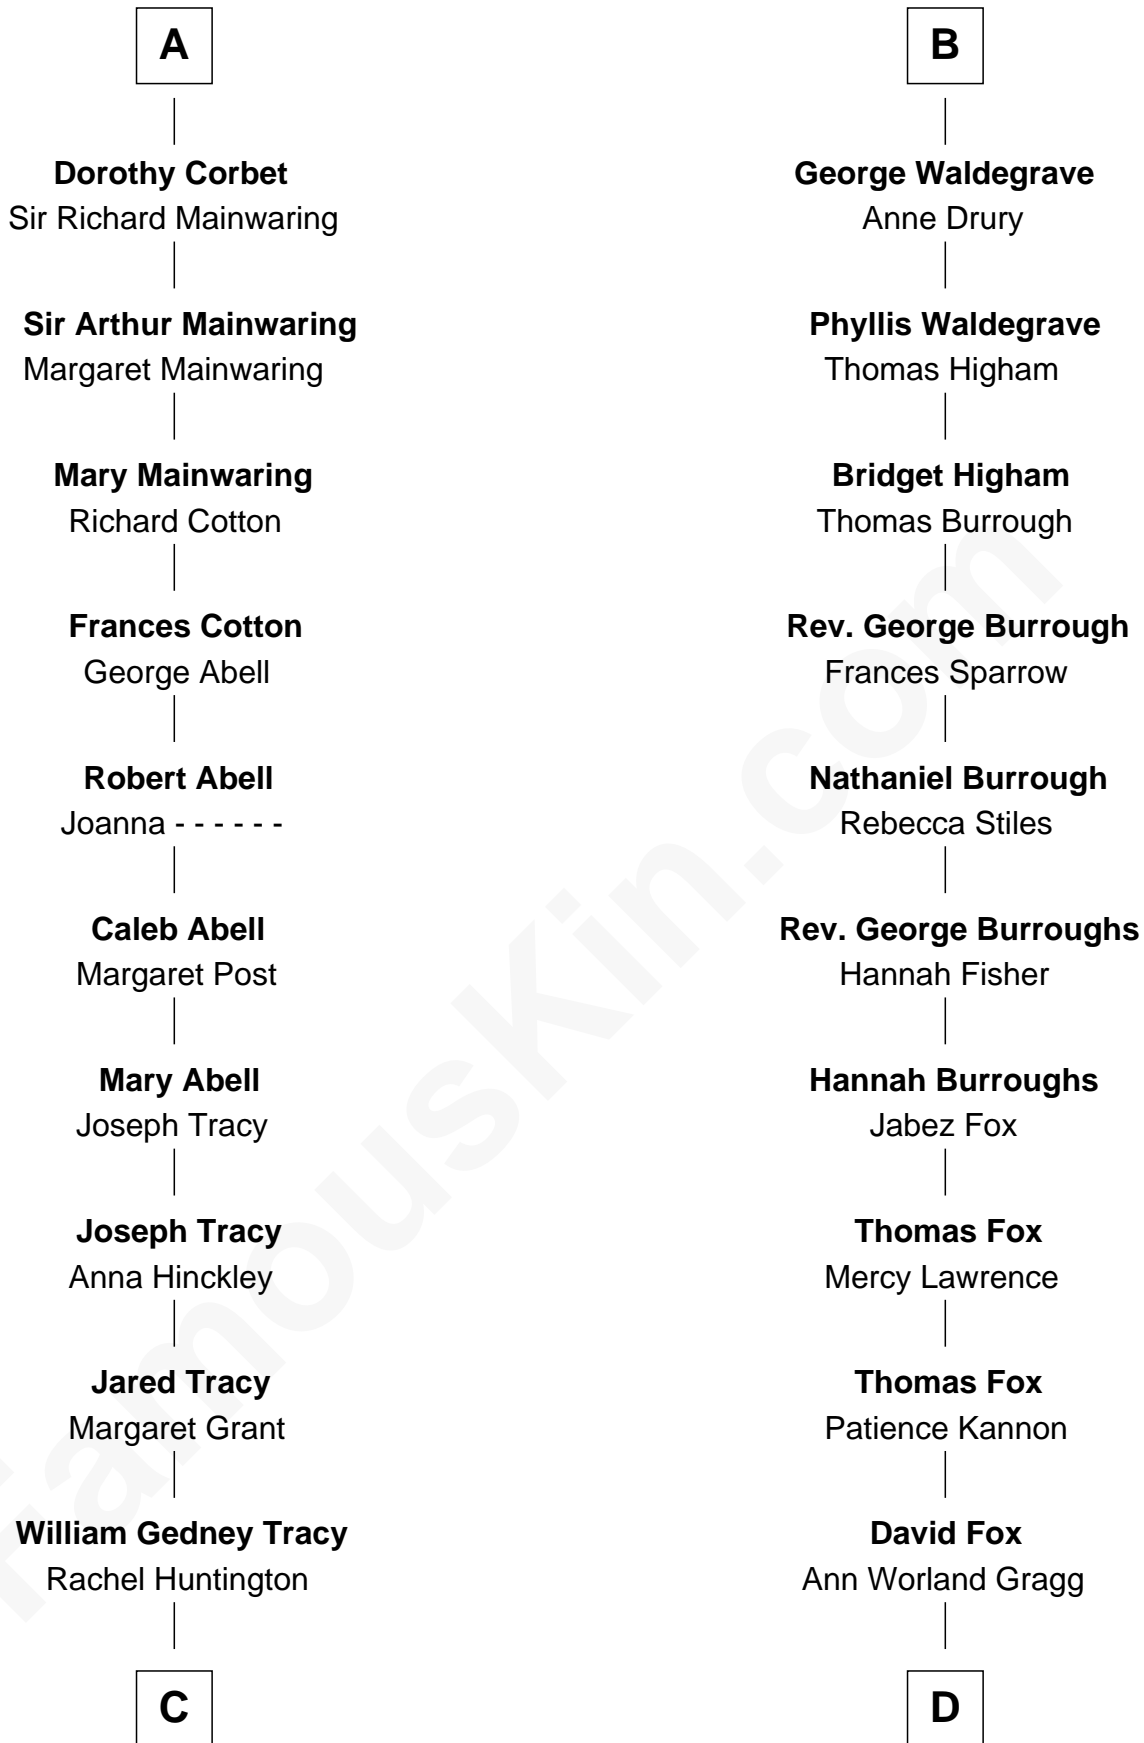 A
Dorothy Corbet
Sir Richard Mainwaring
Sir Arthur Mainwaring
Margaret Mainwaring
Mary Mainwaring
Richard Cotton
Frances Cotton
George Abell
Robert Abell
Joanna - - - - - -
Caleb Abell
Margaret Post
Mary Abell
Joseph Tracy
Joseph Tracy
Anna Hinckley
Jared Tracy
Margaret Grant
William Gedney Tracy
Rachel Huntington
C
B
George Waldegrave
Anne Drury
Phyllis Waldegrave
Thomas Higham
Bridget Higham
Thomas Burrough
Rev. George Burrough
Frances Sparrow
Nathaniel Burrough
Rebecca Stiles
Rev. George Burroughs
Hannah Fisher
Hannah Burroughs
Jabez Fox
Thomas Fox
Mercy Lawrence
Thomas Fox
Patience Kannon
David Fox
Ann Worland Gragg
D
FamousKin.com